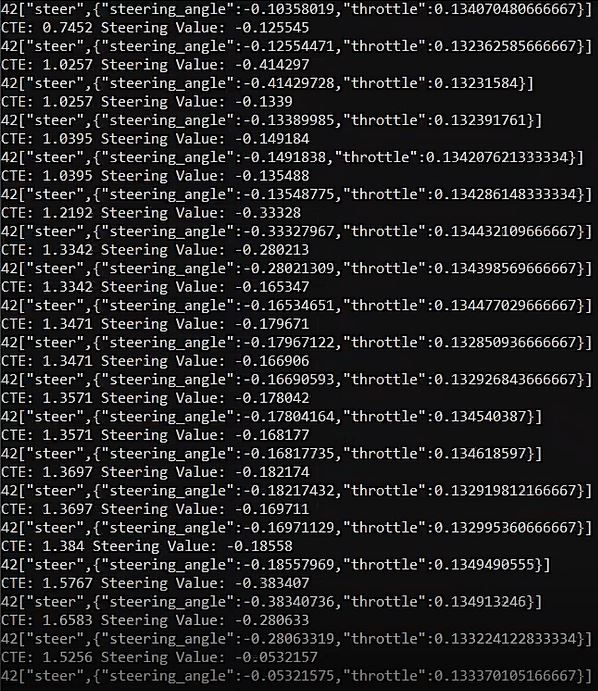 42["steer",{"steering_angle":-0.10358019,"throttle":0.134070480666667}]
CTE: 0.7452 Steering Value: -0.125545
42["steer",{"steering_angle":-0.12554471,"throttle":0.132362585666667}]
CTE: 1.0257 Steering Value: -0.414297
42["steer",{"steering_angle":-0.41429728,"throttle":0.13231584}]
CTE: 1.0257 Steering Value: -0.1339
42["steer",{"steering_angle":-0.13389985,"throttle":0.132391761}]
CTE: 1.0395 Steering Value: -0.149184
42["steer",{"steering_angle":-0.1491838,"throttle":0.134207621333334}]
CTE: 1.0395 Steering Value: -0.135488
42["steer",{"steering_angle":-0.13548775,"throttle":0.134286148333334}]
CTE: 1.2192 Steering Value: -0.33328
42["steer",{"steering_angle":-0.33327967,"throttle":0.134432109666667}]
CTE: 1.3342 Steering Value: -0.280213
42["steer",{"steering_angle":-0.28021309,"throttle":0.134398569666667}]
CTE: 1.3342 Steering Value: -0.165347
42["steer",{"steering_angle":-0.16534651,"throttle":0.134477029666667}]
CTE: 1.3471 Steering Value: -0.179671
42["steer",{"steering_angle":-0.17967122,"throttle":0.132850936666667}]
CTE: 1.3471 Steering Value: -0.166906
42["steer",{"steering_angle":-0.16690593,"throttle":0.132926843666667}]
CTE: 1.3571 Steering Value: -0.178042
42["steer",{"steering_angle":-0.17804164,"throttle":0.134540387}]
CTE: 1.3571 Steering Value: -0.168177
42["steer",{"steering_angle":-0.16817735,"throttle":0.134618597}]
CTE: 1.3697 Steering Value: -0.182174
42["steer",{"steering_angle":-0.18217432,"throttle":0.132919812166667}]
CTE: 1.3697 Steering Value: -0.169711
42["steer",{"steering_angle":-0.16971129,"throttle":0.132995360666667}]
CTE: 1.384 Steering Value: -0.18558
42["steer",{"steering_angle":-0.18557969,"throttle":0.1349490555}]
CTE: 1.5767 Steering Value: -0.383407
42["steer",{"steering_angle":-0.38340736,"throttle":0.134913246}]
CTE: 1.6583 Steering Value: -0.280633
42["steer",{"steering_angle":-0.28063319,"throttle":0.133224122833334}]
CTE: 1.5256 Steering Value: -0.0532157
42["steer",{"steering_angle":-0.05321575,"throttle":0.133370105166667}]